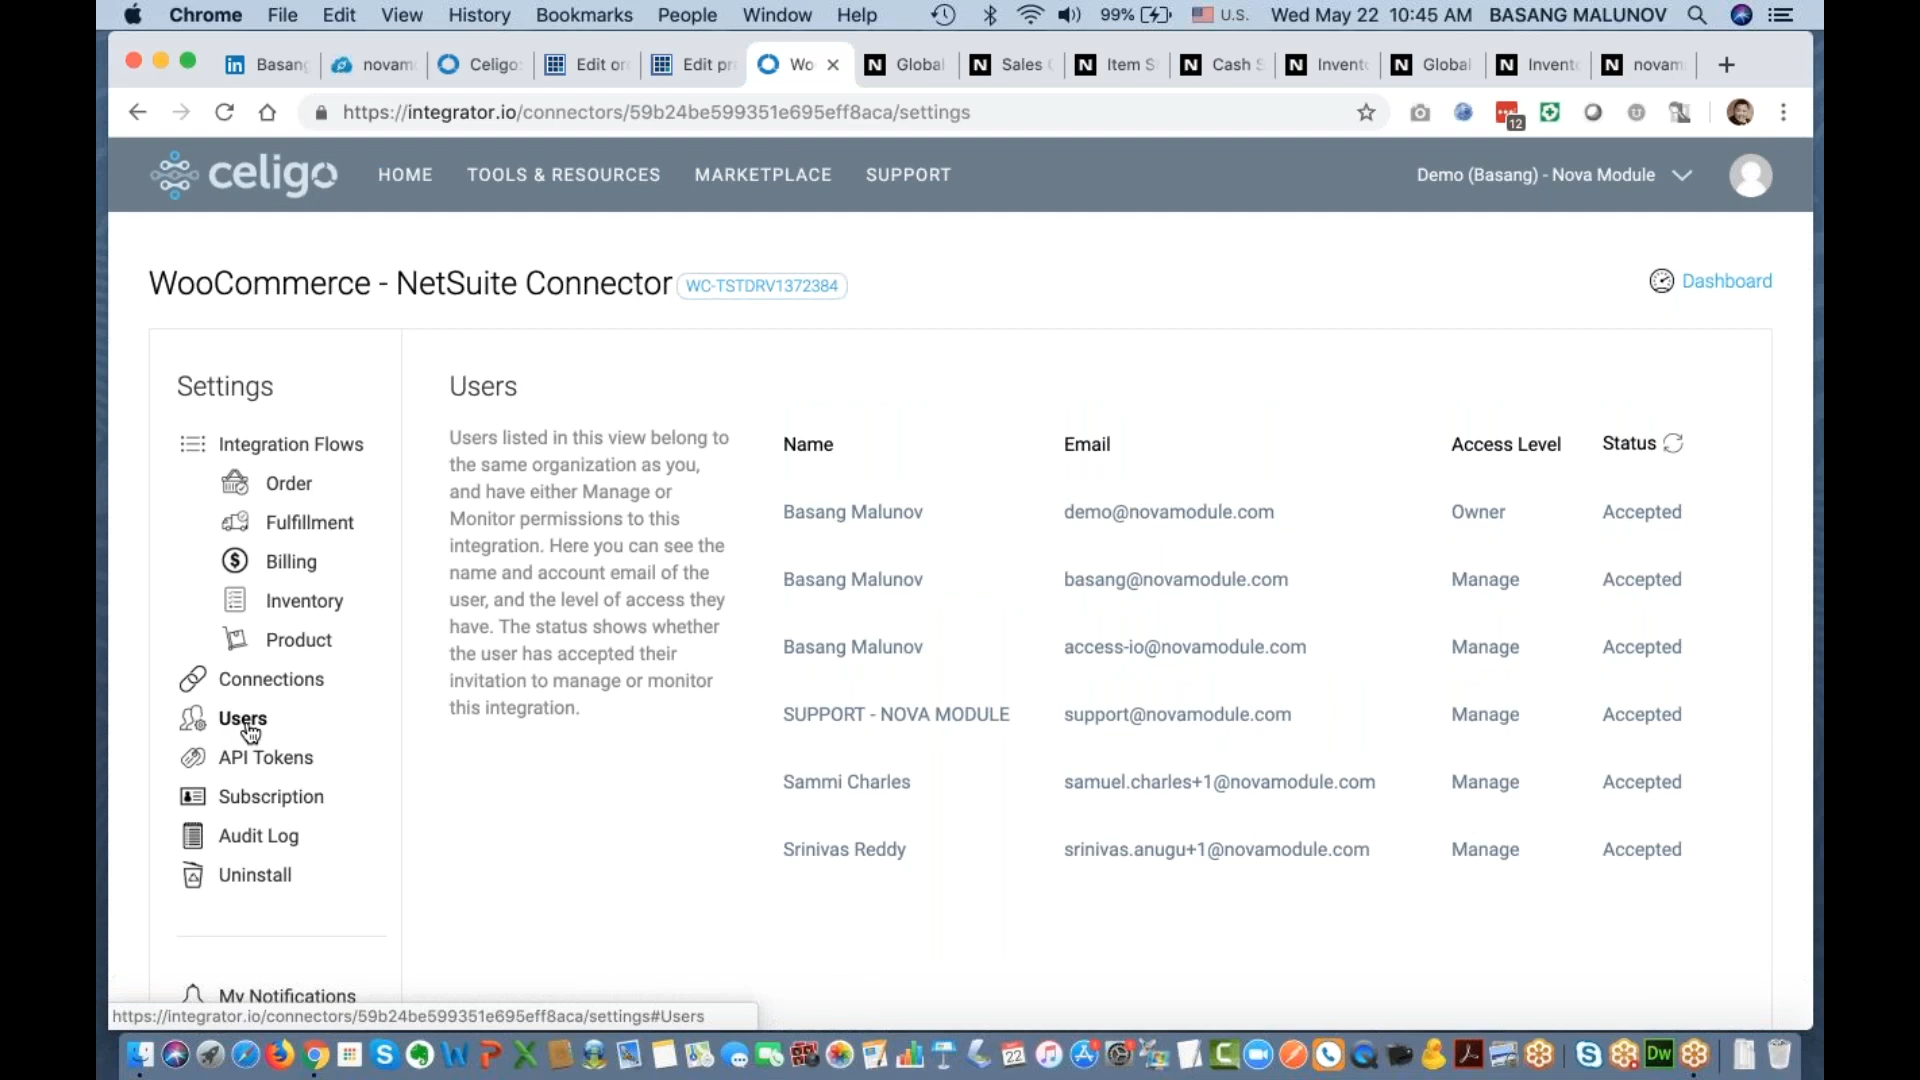 Chrome File Edit View History Bookmarks People Window Help 99% U.S. Wed May 22 10:45 AM BASANG MALUNOV
Basang novam Celigo Edit or Edit pr Wo Global Sales Item S Cash S Invent Global Invent novam
https://integrator.io/connectors/59b24be599351e695eff8aca/settings
12
celigo HOME TOOLS & RESOURCES MARKETPLACE SUPPORT Demo (Basang) - Nova Module
WooCommerce - NetSuite Connector WC-TSTDRV1372384 Dashboard
Settings
Integration Flows
Order
Fulfillment
Billing
Inventory
Product
Connections
Users
API Tokens
Subscription
Audit Log
Uninstall
My Notifications
Users
Users listed in this view belong to
the same organization as you,
and have either Manage or
Monitor permissions to this
integration. Here you can see the
name and account email of the
user, and the level of access they
have. The status shows whether
the user has accepted their
invitation to manage or monitor
this integration.
Name Email Access Level Status
Basang Malunov demo@novamodule.com Owner Accepted
Basang Malunov basang@novamodule.com Manage Accepted
Basang Malunov access-io@novamodule.com Manage Accepted
SUPPORT - NOVA MODULE support@novamodule.com Manage Accepted
Sammi Charles samuel.charles+1@novamodule.com Manage Accepted
Srinivas Reddy srinivas.anugu+1@novamodule.com Manage Accepted
https://integrator.io/connectors/59b24be599351e695eff8aca/settings#Users
22
Dw